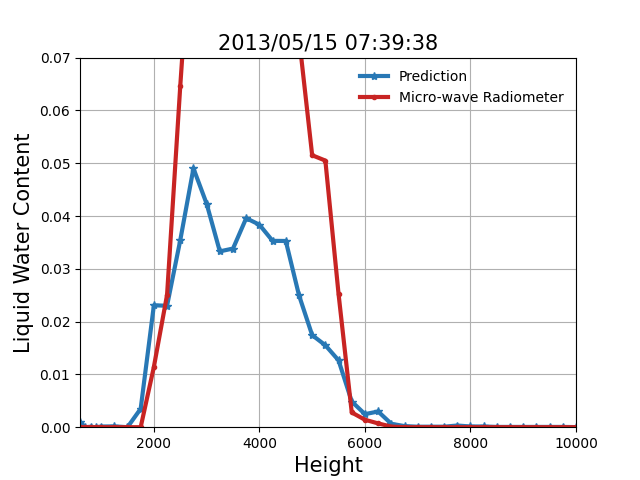 2013/05/15 07:39:38
0.07
0.06
0.05
0.04
0.03
0.02
0.01
0.00
Liquid Water Content
Prediction
Micro-wave Radiometer
2000 4000 6000 8000 10000
Height